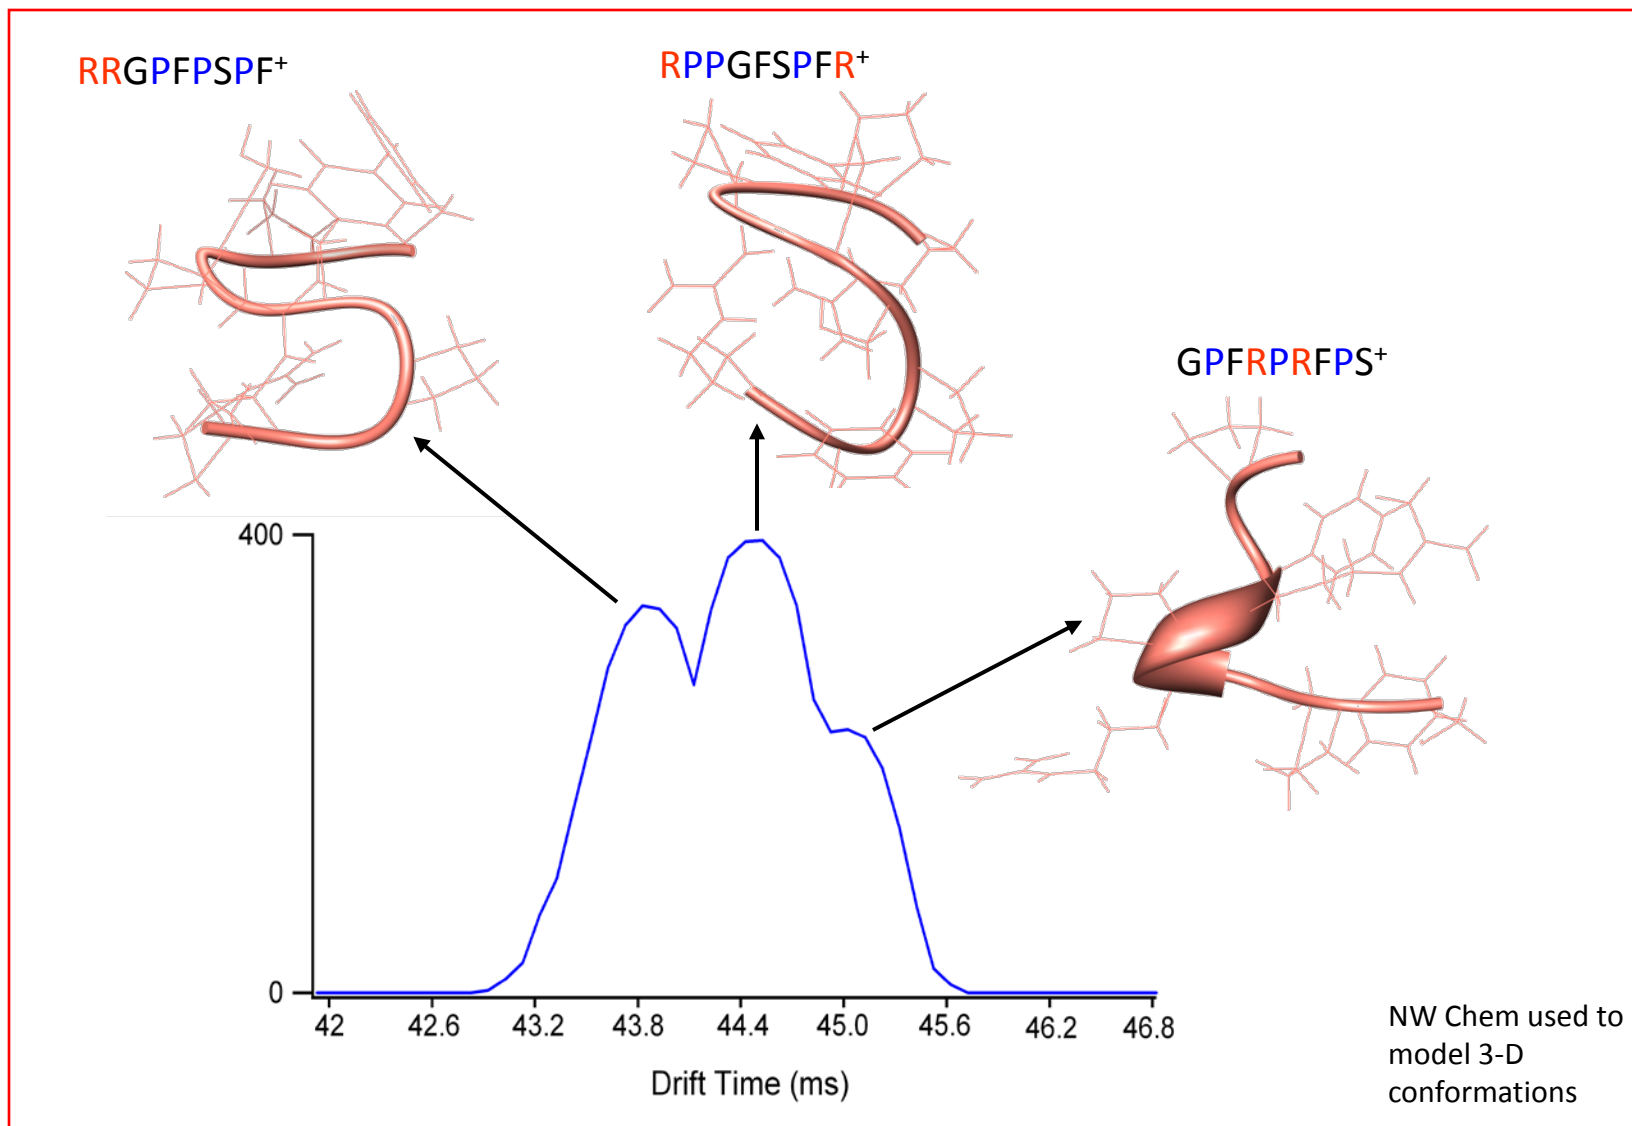 RRGPFPSPF+
RPPGFSPFR+
GPFRPRFPS+
400
0
42 42.6 43.2 43.8 44.4 45.0 45.6 46.2 46.8
Drift Time (ms)
NW Chem used to
model 3-D
conformations